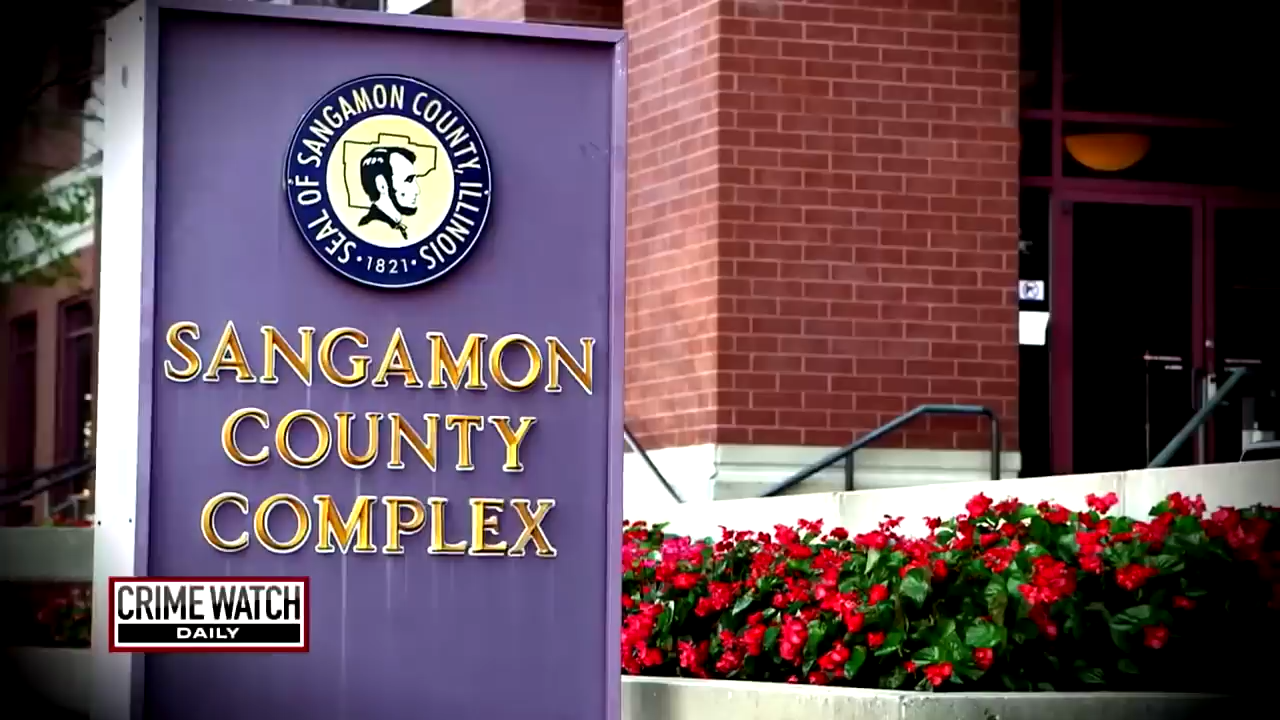 SEAL OF SANGAMON COUNTY, ILLINOIS
• 1821 •
SANGAMON
COUNTY
COMPLEX
CRIME WATCH
DAILY